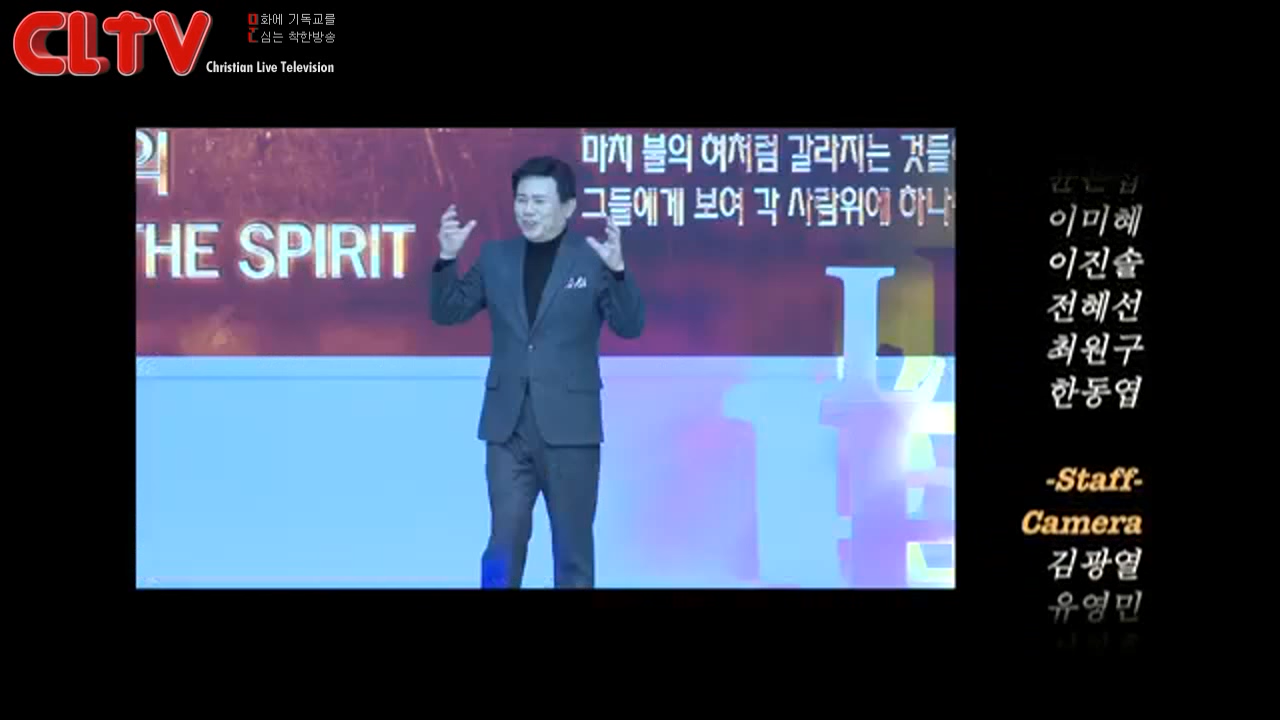 CLTV
문화에 기독교를
심는 착한방송
Christian Live Television
의
THE SPIRIT
마치 불의 혀처럼 갈라지는 것들
그들에게 보여 각 사람위에 하나
이미혜
이진솔
전혜선
최원구
한동엽
-Staff-
Camera
김광열
유영민